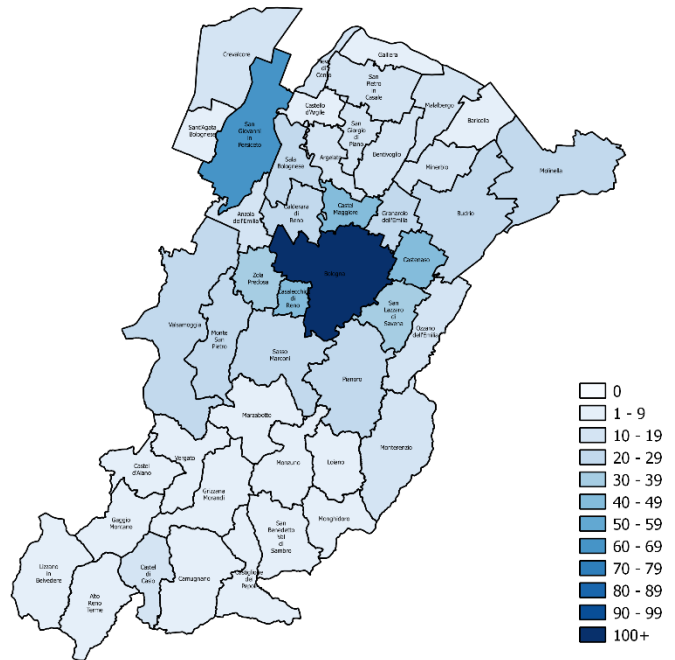 Crevalcore
Galliera
San
Pietro
in
Casale
Malalbergo
Castello
d'Argile
Baricella
Sant'Agata
Bolognese
San
Giovanni
in
Persiceto
San
Giorgio
di
Piano
Sala
Bolognese
Argelato
Bentivoglio
Minerbio
Molinella
Budrio
Castel
Maggiore
Calderara
di
Reno
Granarolo
dell'Emilia
Anzola
dell'Emilia
Castenaso
Zola
Predosa
Bologna
Casalecchio
di
Reno
San
Lazzaro
di
Savena
Valsamoggia
Monte
San
Pietro
Sasso
Marconi
Ozzano
dell'Emilia
Pianoro
Marzabotto
Monterenzio
Vergato
Monzuno
Loiano
Castel
d'Aiano
Grizzana
Morandi
Gaggio
Montano
San
Benedetto
Val
di
Sambro
Monghidoro
Lizzano
in
Belvedere
Castel
di
Casio
Camugnano
Castiglione
dei
Pepoli
Alto
Reno
Terme
0
1 - 9
10 - 19
20 - 29
30 - 39
40 - 49
50 - 59
60 - 69
70 - 79
80 - 89
90 - 99
100+